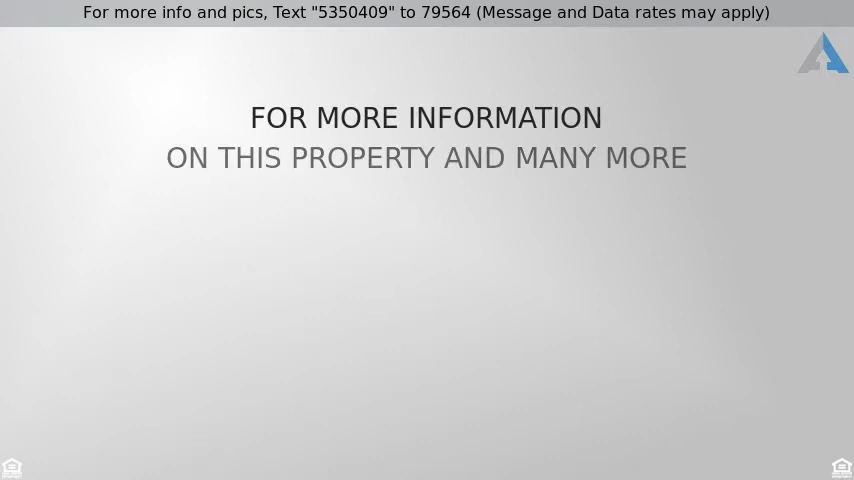 For more info and pics, Text "5350409" to 79564 (Message and Data rates may apply)
FOR MORE INFORMATION
ON THIS PROPERTY AND MANY MORE